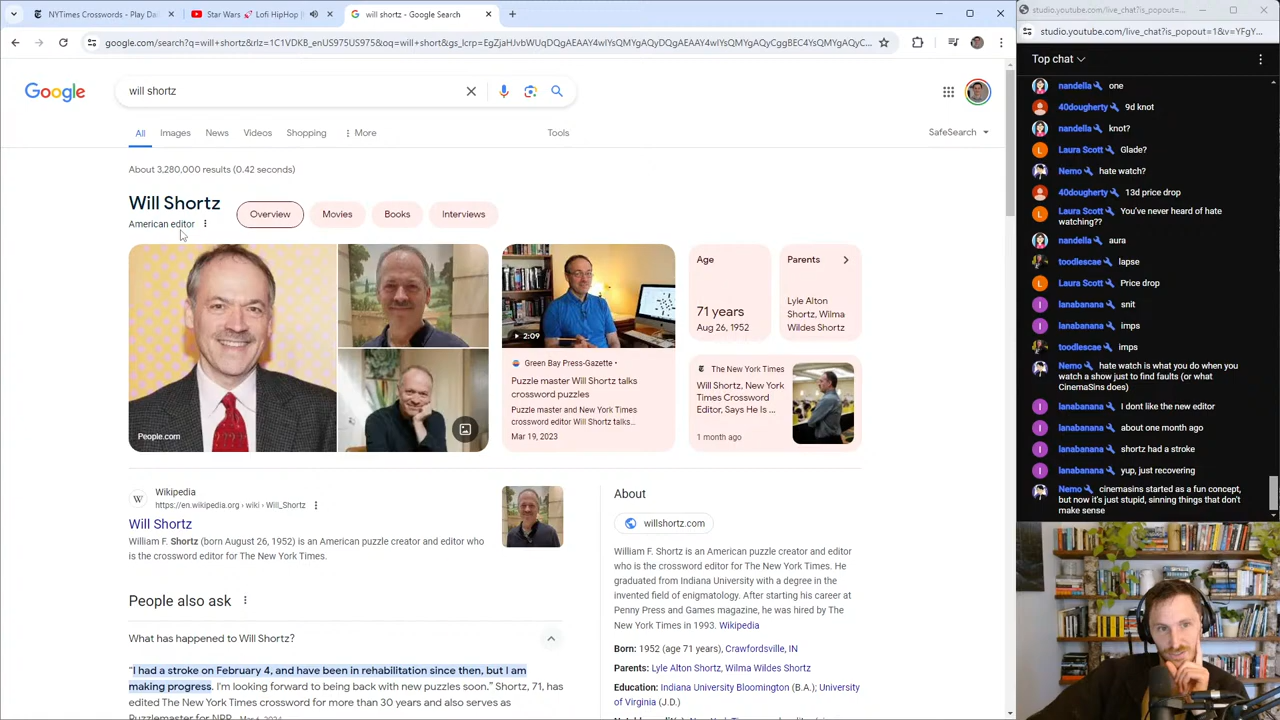 NYTimes Crosswords - Play Dail
Star Wars Lofi HipHop
will shortz - Google Search
studio.youtube.com/live_chat?is_popout=...
google.com/search?q=will+shortz&rlz=
studio.youtube.com/live_chat?is_popout=1&v=YFgY...
Google
will shortz
All
Images
News
Videos
Shopping
More
Tools
SafeSearch
About 3,280,000 results (0.42 seconds)
Will Shortz
American editor
Overview
Movies
Books
Interviews
People.com
2:09
Green Bay Press-Gazette •
Puzzle master Will Shortz talks
crossword puzzles
Puzzle master and New York Times
crossword editor Will Shortz talks...
Mar 19, 2023
Age
71 years
Aug 26, 1952
Parents
Lyle Alton
Shortz, Wilma
Wildes Shortz
The New York Times
Will Shortz, New York
Times Crossword
Editor, Says He Is ...
1 month ago
W
Wikipedia
https://en.wikipedia.org › wiki › Will_Shortz
Will Shortz
William F. Shortz (born August 26, 1952) is an American puzzle creator and editor who
is the crossword editor for The New York Times.
People also ask
What has happened to Will Shortz?
"I had a stroke on February 4, and have been in rehabilitation since then, but I am
making progress. I'm looking forward to being back with new puzzles soon." Shortz, 71, has
edited The New York Times crossword for more than 30 years and also serves as
Puzzlemaster for NPR.
About
willshortz.com
William F. Shortz is an American puzzle creator and editor
who is the crossword editor for The New York Times. He
graduated from Indiana University with a degree in the
invented field of enigmatology. After starting his career at
Penny Press and Games magazine, he was hired by The
New York Times in 1993. Wikipedia
Born: 1952 (age 71 years), Crawfordsville, IN
Parents: Lyle Alton Shortz, Wilma Wildes Shortz
Education: Indiana University Bloomington (B.A.); University
of Virginia (J.D.)
Top chat
nandella one
40dougherty 9d knot
nandella knot?
L Laura Scott Glade?
Nemo hate watch?
40dougherty 13d price drop
L Laura Scott You've never heard of hate
watching??
nandella aura
toodlescae lapse
L Laura Scott Price drop
I lanabanana snit
I lanabanana imps
toodlescae imps
Nemo hate watch is what you do when you
watch a show just to find faults (or what
CinemaSins does)
I lanabanana I dont like the new editor
I lanabanana about one month ago
I lanabanana shortz had a stroke
I lanabanana yup, just recovering
Nemo cinemasins started as a fun concept,
but now it's just stupid, sinning things that don't
make sense